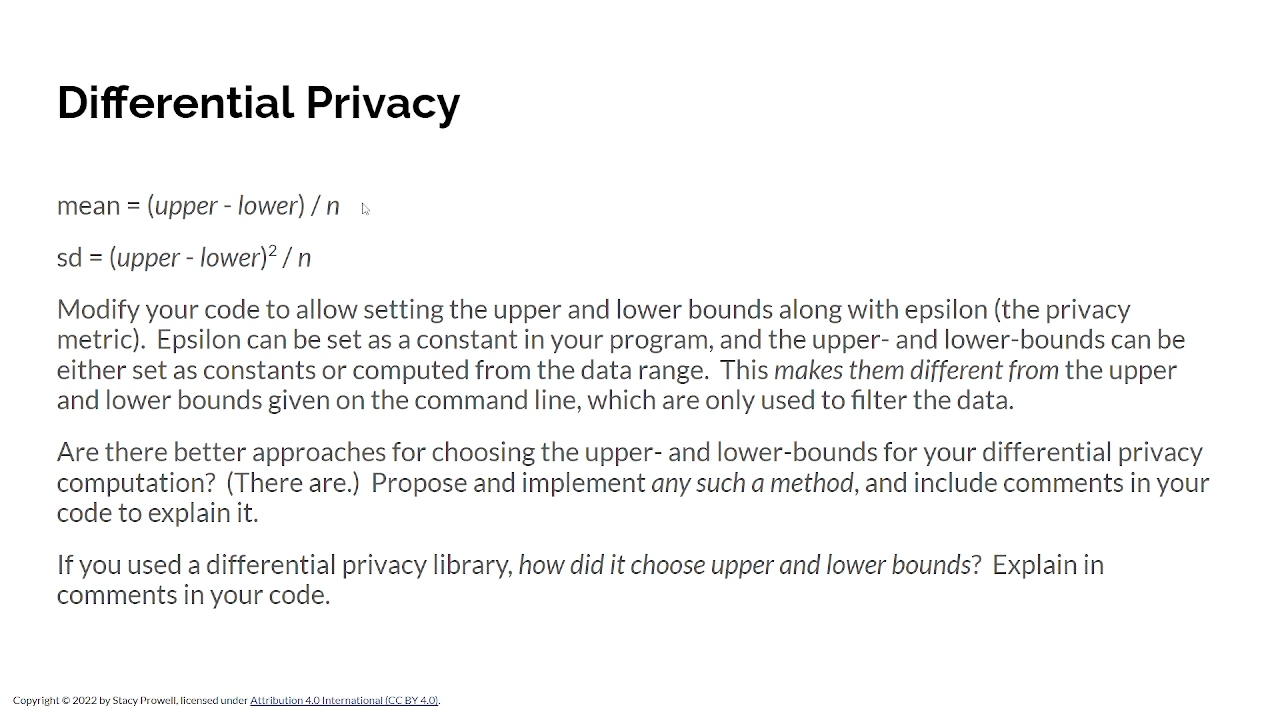 Differential Privacy
mean = (upper - lower) / n
sd = (upper - lower)² / n
Modify your code to allow setting the upper and lower bounds along with epsilon (the privacy
metric).  Epsilon can be set as a constant in your program, and the upper- and lower-bounds can be
either set as constants or computed from the data range.  This makes them different from the upper
and lower bounds given on the command line, which are only used to filter the data.
Are there better approaches for choosing the upper- and lower-bounds for your differential privacy
computation?  (There are.)  Propose and implement any such a method, and include comments in your
code to explain it.
If you used a differential privacy library, how did it choose upper and lower bounds?  Explain in
comments in your code.
Copyright © 2022 by Stacy Prowell, licensed under Attribution 4.0 International (CC BY 4.0).